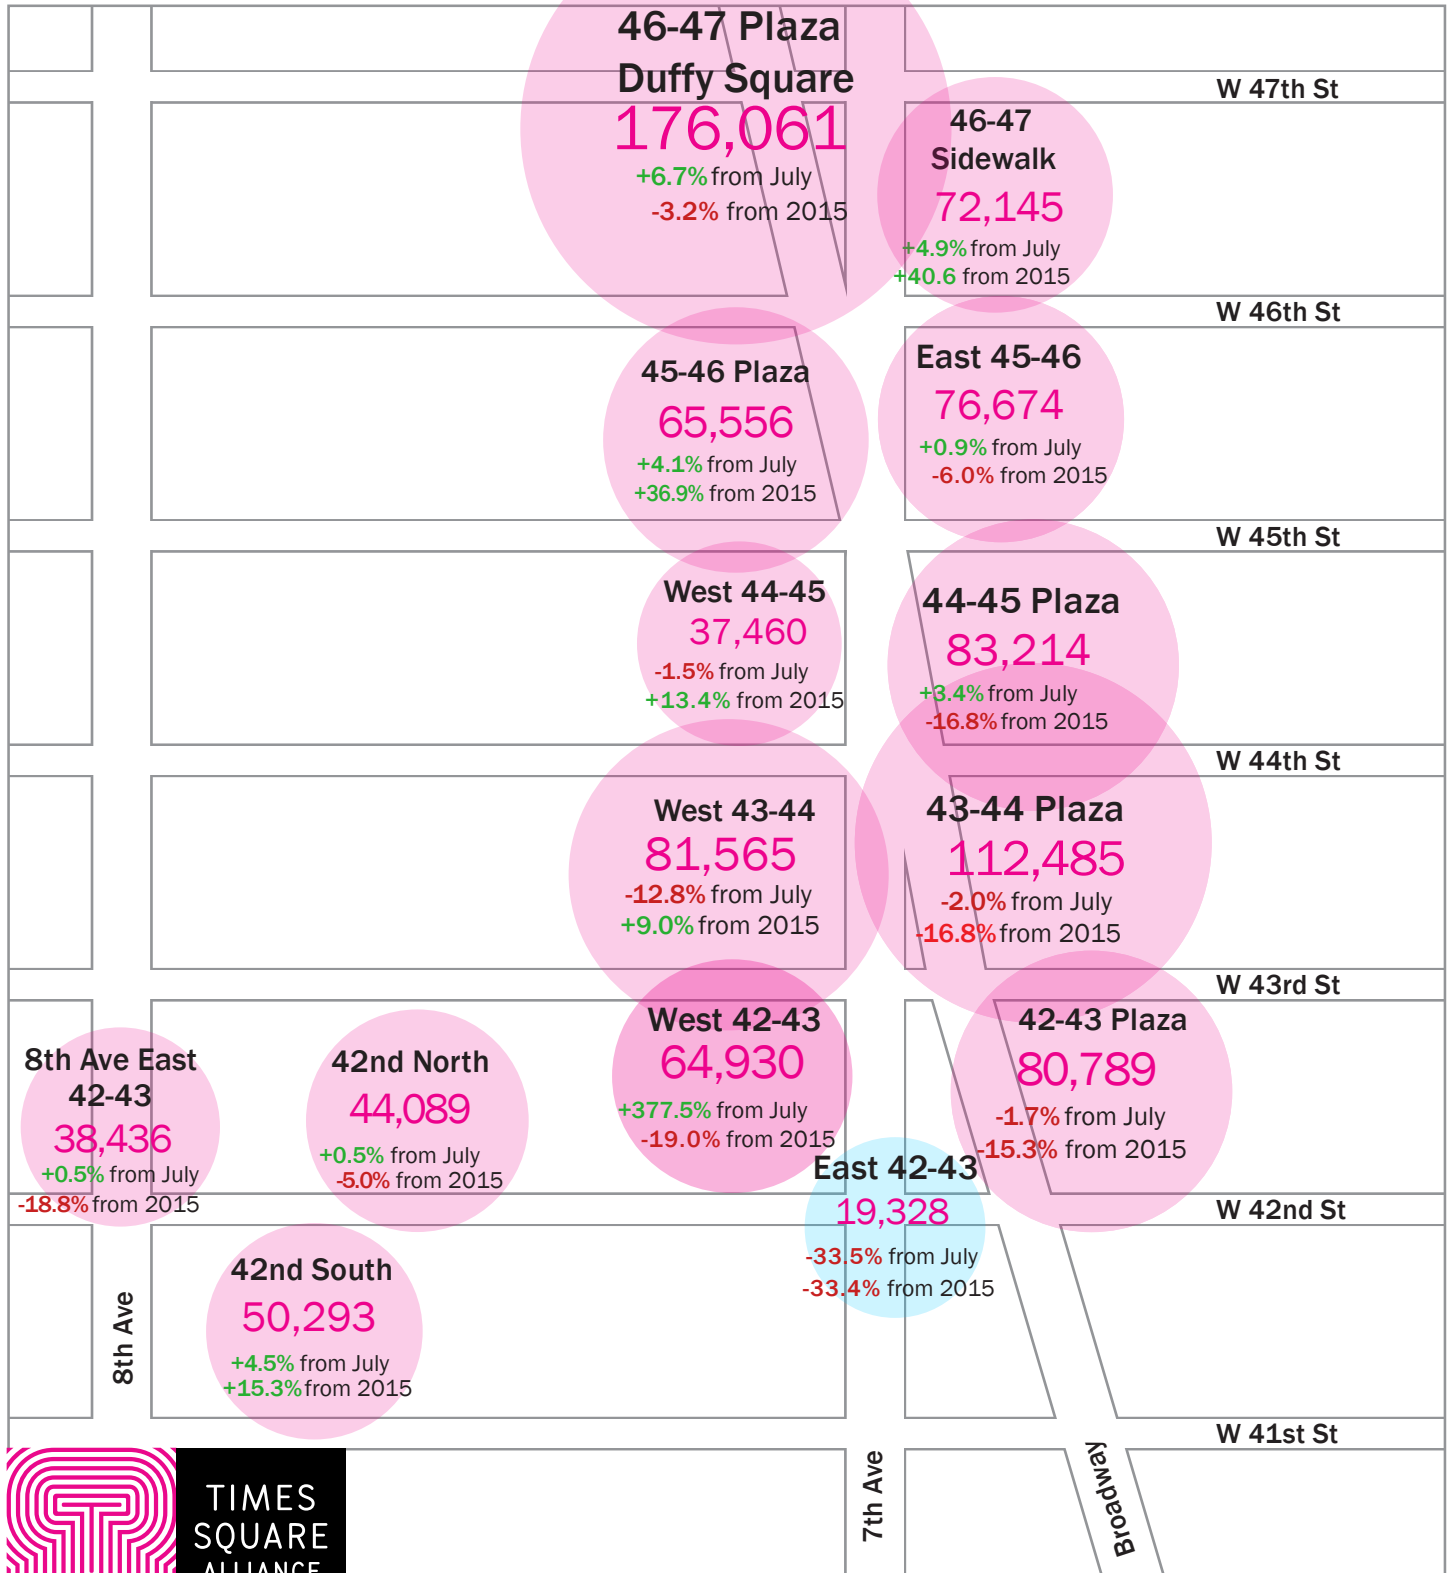 46-47 Plaza
Duffy Square
176,061
+6.7% from July
-3.2% from 2015
W 47th St
46-47
Sidewalk
72,145
+4.9% from July
+40.6 from 2015
W 46th St
45-46 Plaza
65,556
+4.1% from July
+36.9% from 2015
East 45-46
76,674
+0.9% from July
-6.0% from 2015
W 45th St
West 44-45
37,460
-1.5% from July
+13.4% from 2015
44-45 Plaza
83,214
+3.4% from July
-16.8% from 2015
W 44th St
West 43-44
81,565
-12.8% from July
+9.0% from 2015
43-44 Plaza
112,485
-2.0% from July
-16.8% from 2015
W 43rd St
8th Ave East
42-43
38,436
+0.5% from July
-18.8% from 2015
42nd North
44,089
+0.5% from July
-5.0% from 2015
West 42-43
64,930
+377.5% from July
-19.0% from 2015
42-43 Plaza
80,789
-1.7% from July
-15.3% from 2015
East 42-43
19,328
-33.5% from July
-33.4% from 2015
W 42nd St
42nd South
50,293
+4.5% from July
+15.3% from 2015
8th Ave
W 41st St
7th Ave
Broadway
TIMES
SQUARE
ALLIANCE